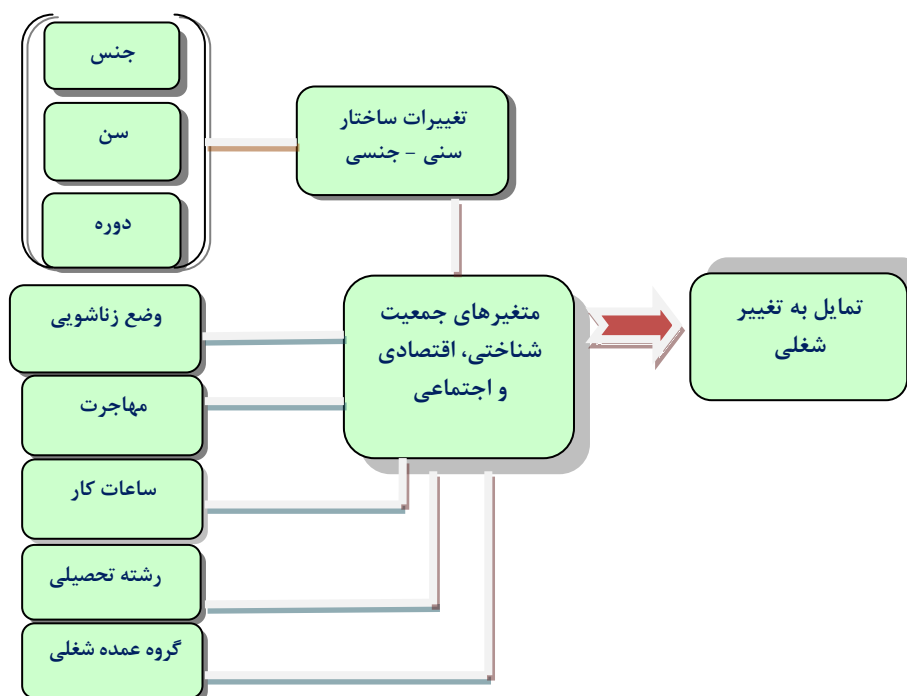 جنس
سن
دوره
تغییرات ساختار
سنی - جنسی
وضع زناشویی
مهاجرت
ساعات کار
رشته تحصیلی
گروه عمده شغلی
متغیرهای جمعیت
شناختی، اقتصادی
و اجتماعی
تمایل به تغییر
شغلی